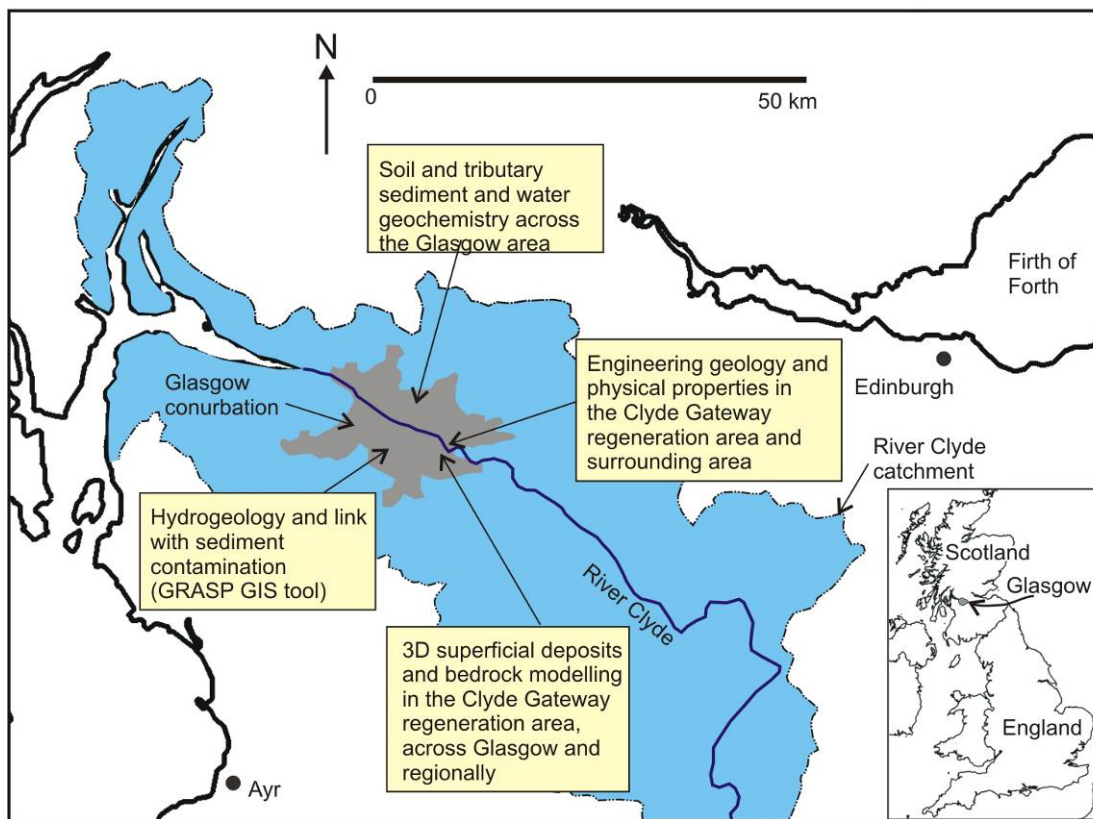 N
0
50 km
Soil and tributary
sediment and water
geochemistry across
the Glasgow area
Firth of
Forth
Edinburgh
Engineering geology and
physical properties in
the Clyde Gateway
regeneration area and
surrounding area
Glasgow
conurbation
River Clyde
catchment
Hydrogeology and link
with sediment
contamination
(GRASP GIS tool)
River Clyde
3D superficial deposits
and bedrock modelling
in the Clyde Gateway
regeneration area,
across Glasgow and
regionally
Scotland
Glasgow
England
Ayr